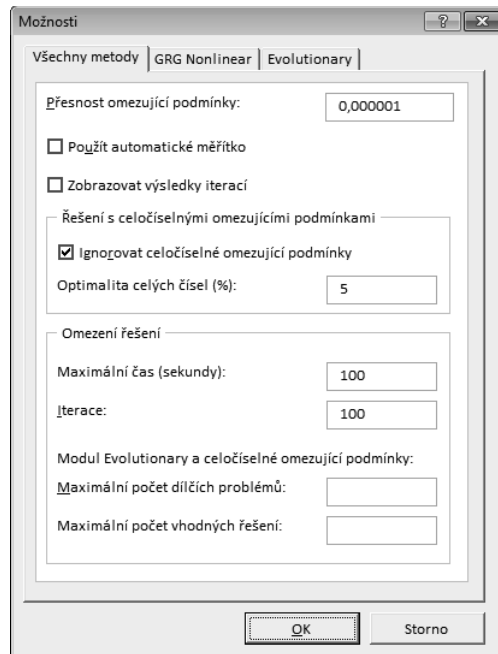 Možnosti
Všechny metody GRG Nonlinear Evolutionary
Přesnost omezující podmínky: 0,000001
Použít automatické měřítko
Zobrazovat výsledky iterací
Řešení s celočíselnými omezujícími podmínkami
Ignorovat celočíselné omezující podmínky
Optimalita celých čísel (%): 5
Omezení řešení
Maximální čas (sekundy): 100
Iterace: 100
Modul Evolutionary a celočíselné omezující podmínky:
Maximální počet dílčích problémů:
Maximální počet vhodných řešení:
OK Storno